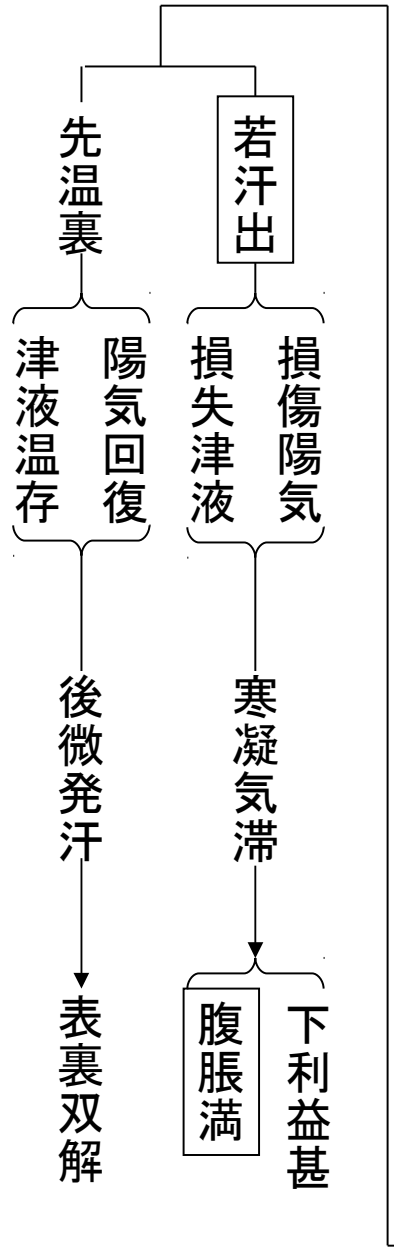 若汗出
損傷陽気
損失津液
寒凝気滞
下利益甚
腹脹満
先温裏
陽気回復
津液温存
後微発汗
表裏双解